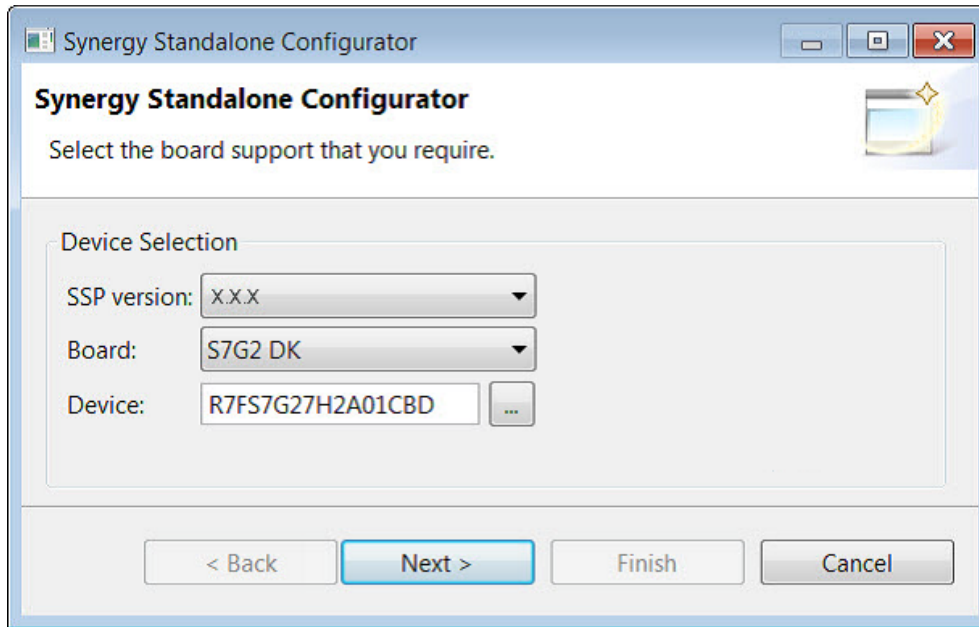 Synergy Standalone Configurator
Synergy Standalone Configurator
Select the board support that you require.
Device Selection
SSP version: X.X.X
Board: S7G2 DK
Device: R7FS7G27H2A01CBD ...
< Back Next > Finish Cancel